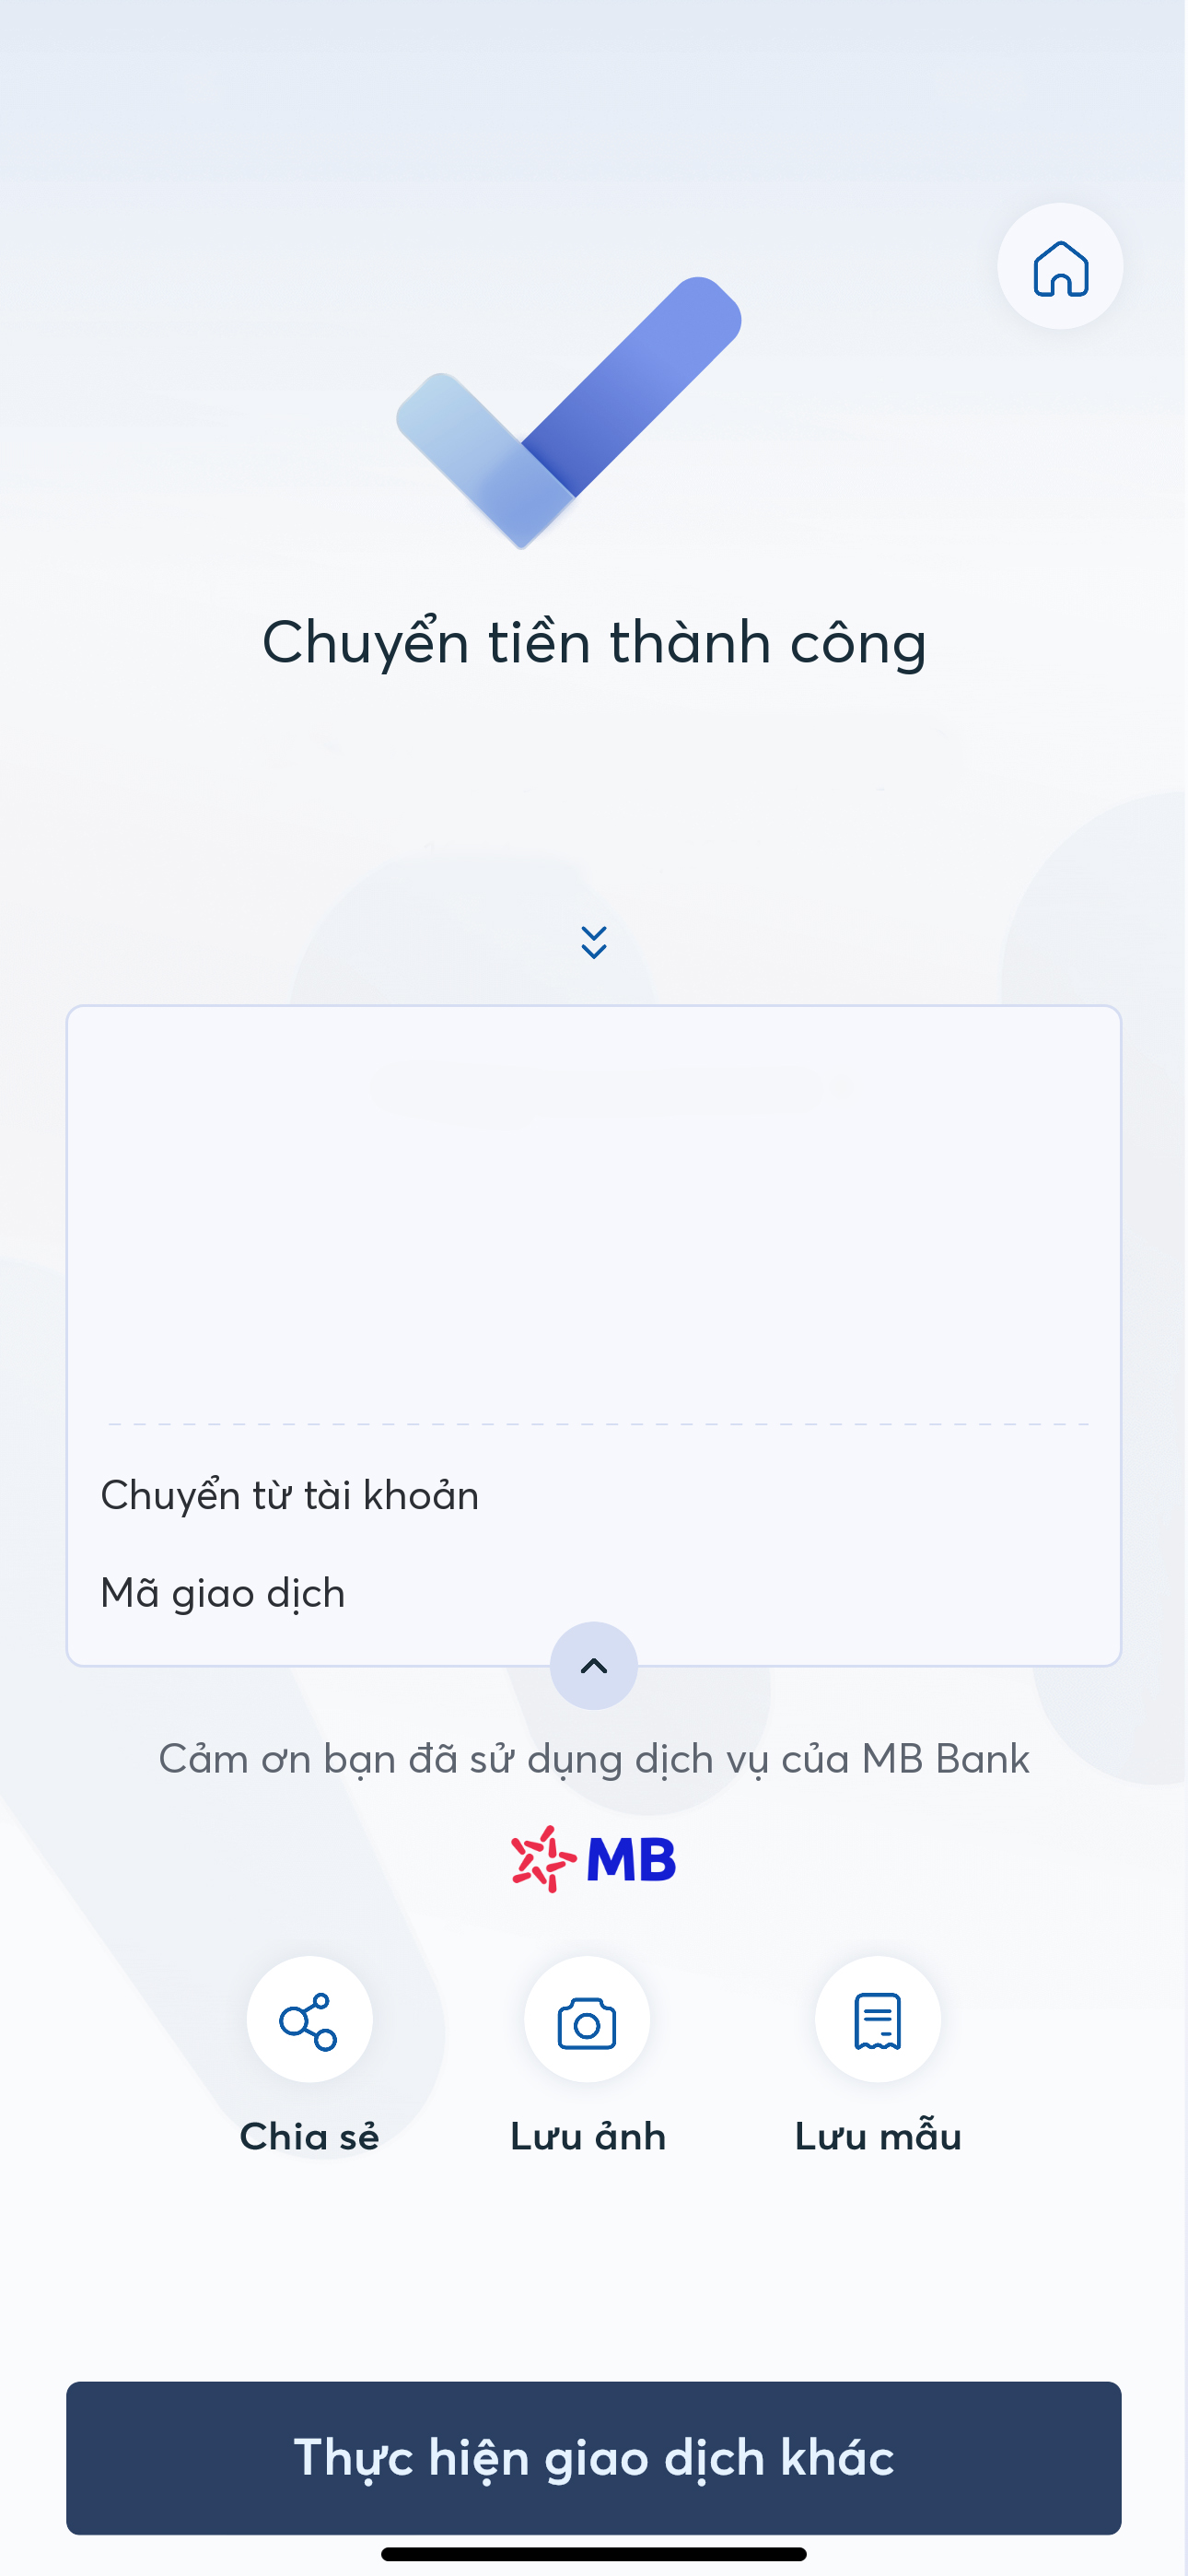 Chuyển tiền thành công
Chuyển từ tài khoản
Mã giao dịch
Cảm ơn bạn đã sử dụng dịch vụ của MB Bank
MB
Chia sẻ
Lưu ảnh
Lưu mẫu
Thực hiện giao dịch khác